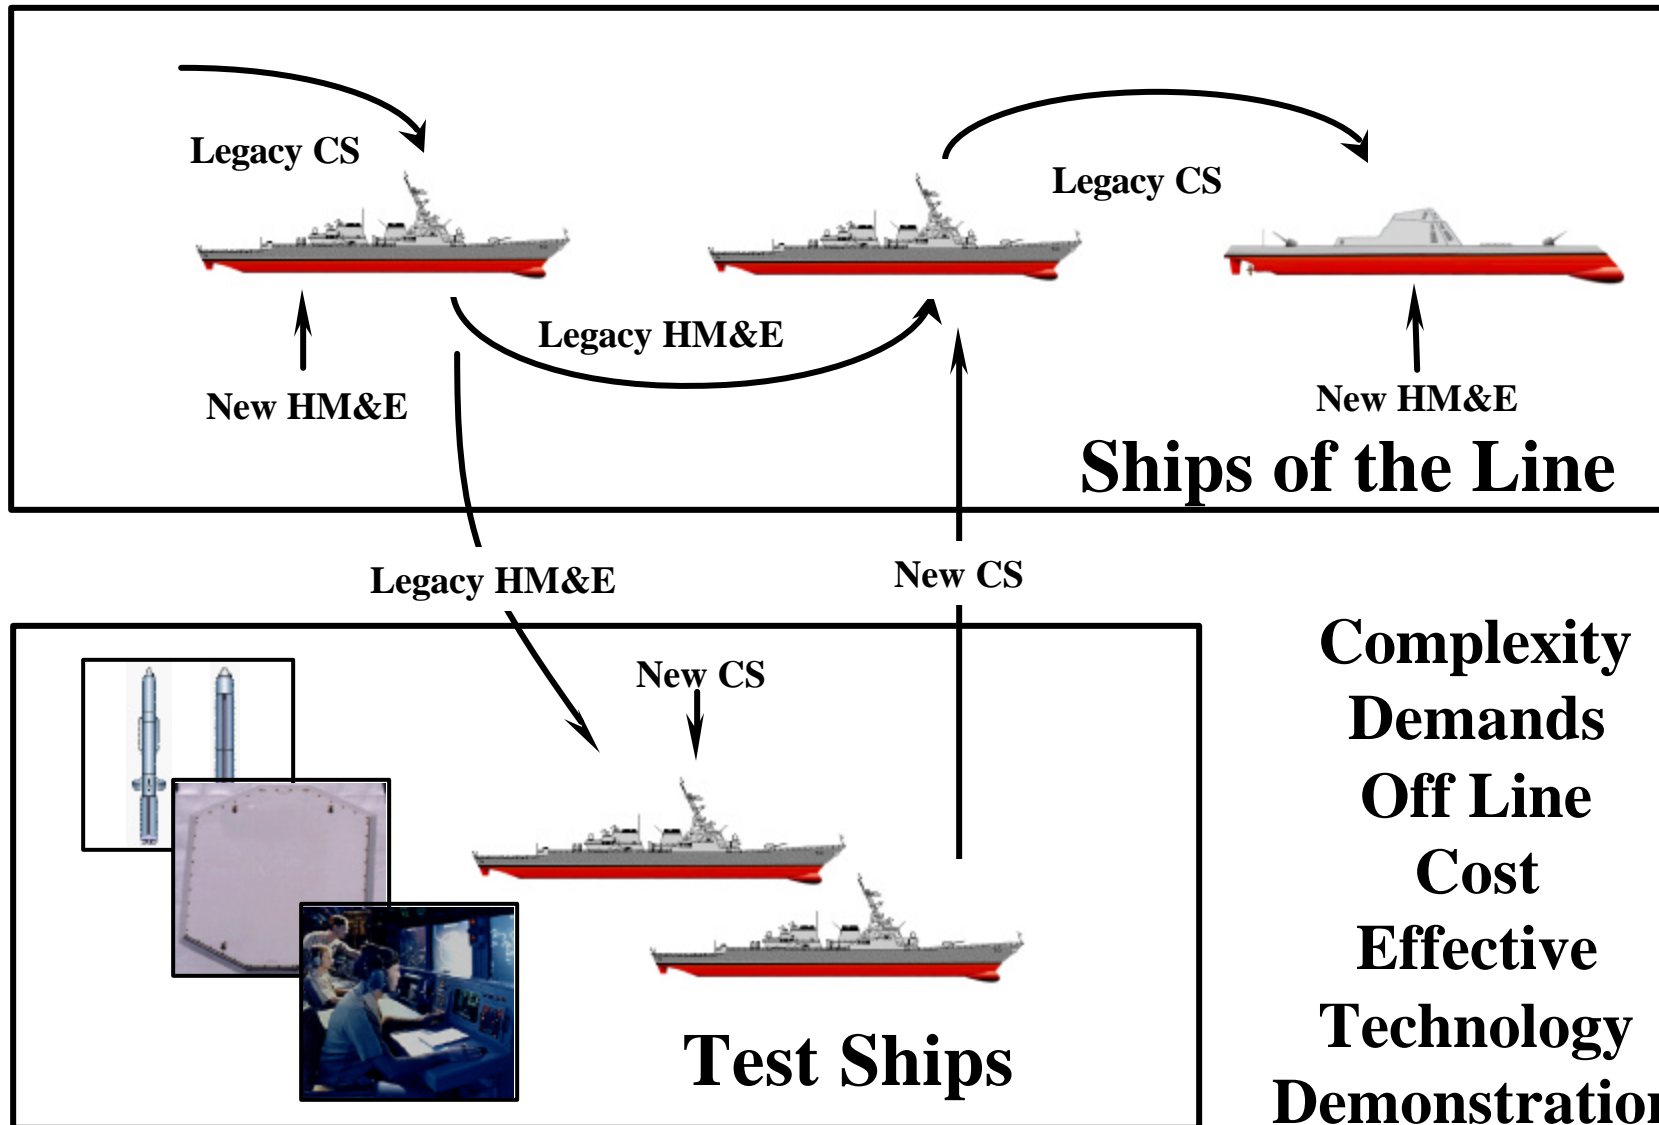 Legacy CS
Legacy CS
Legacy HM&E
New HM&E
New HM&E
Ships of the Line
Legacy HM&E
New CS
New CS
Test Ships
Complexity
Demands
Off Line
Cost
Effective
Technology
Demonstration